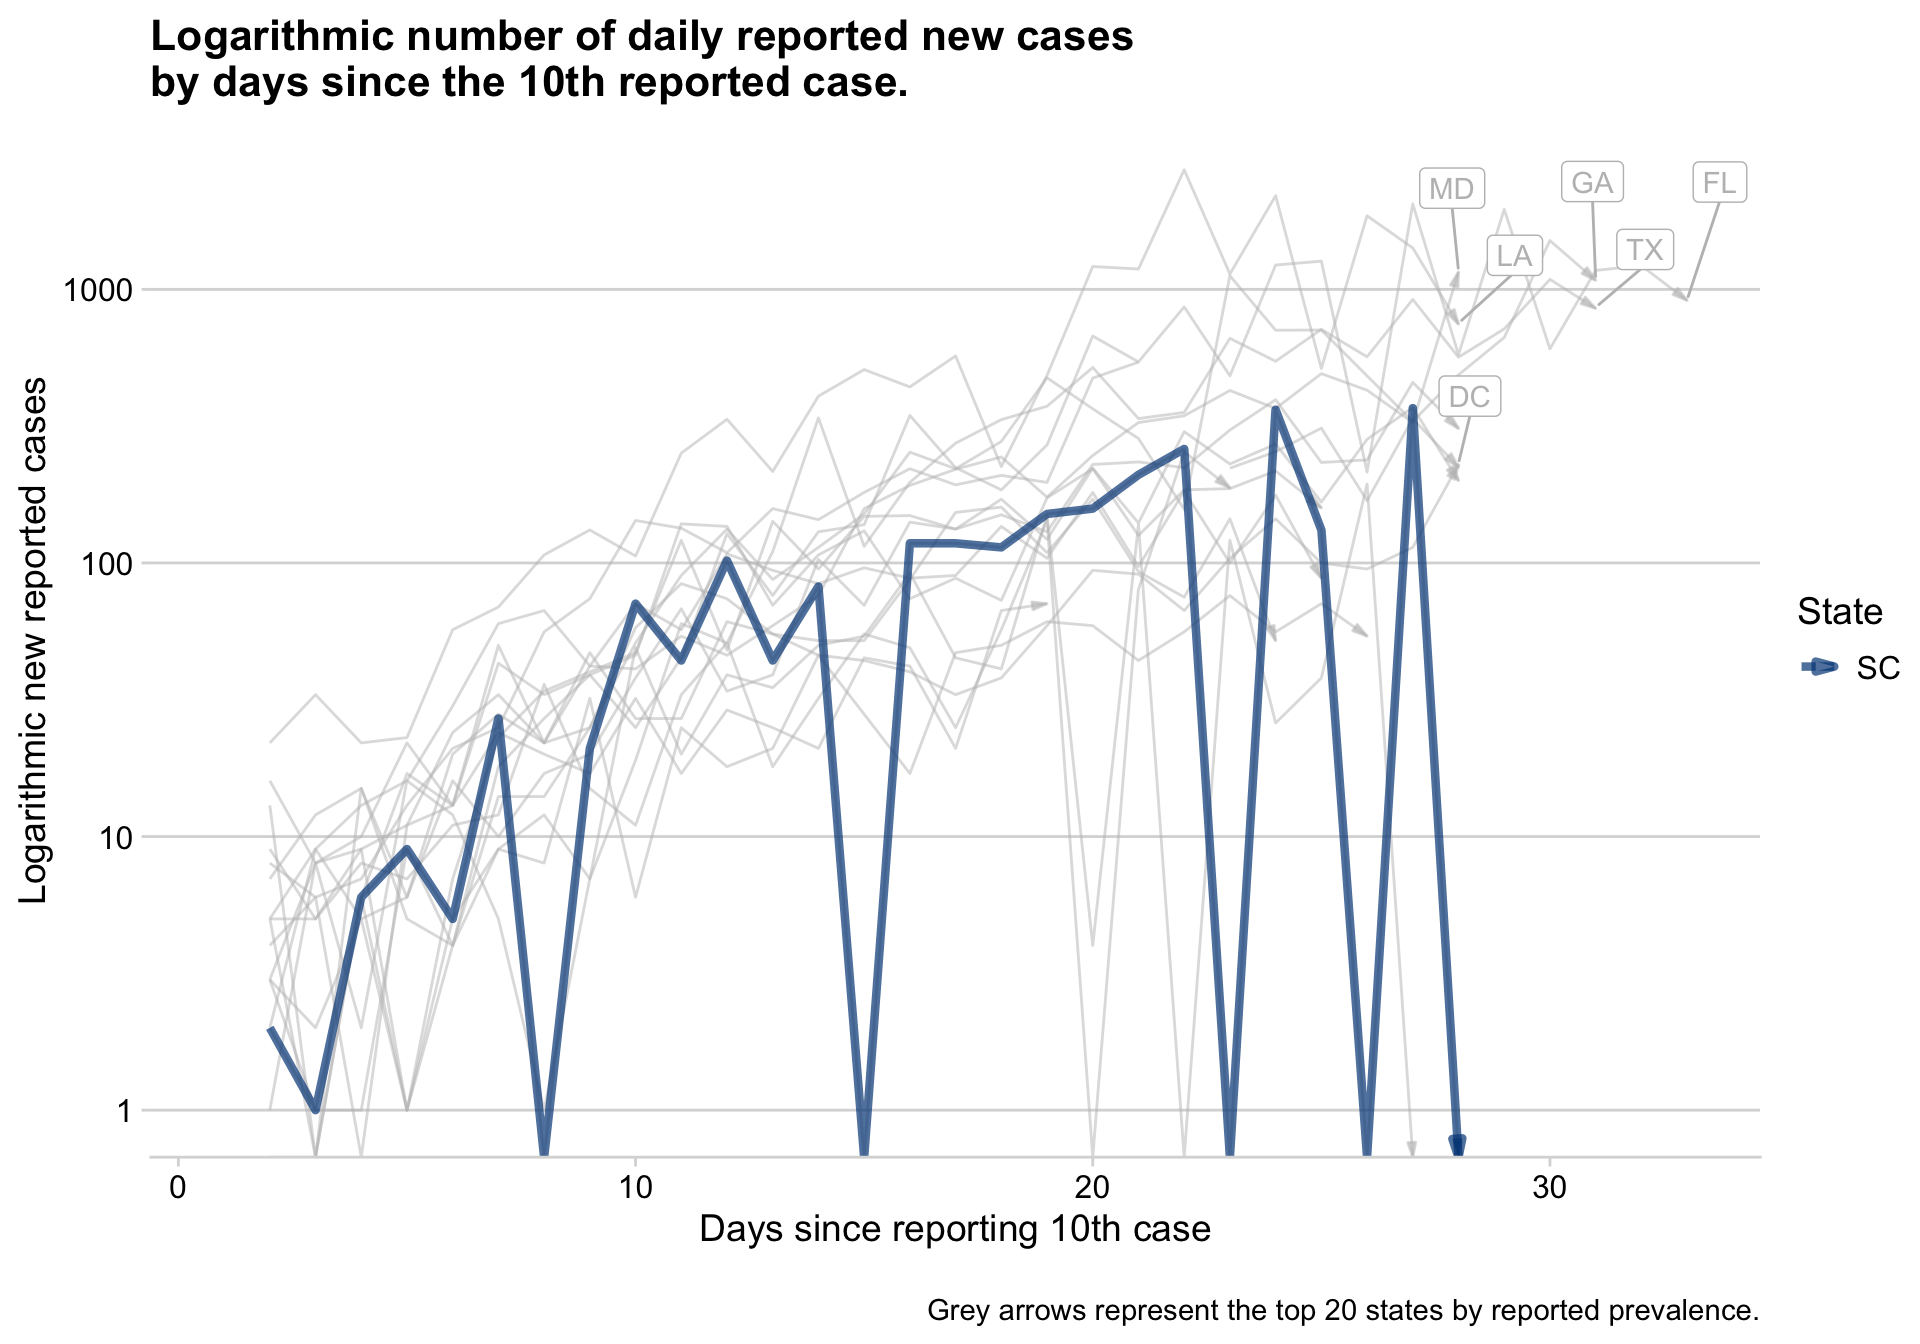 Logarithmic number of daily reported new cases
by days since the 10th reported case.
MD
GA
FL
LA
TX
DC
1000
100
10
1
Logarithmic new reported cases
0
10
20
30
Days since reporting 10th case
State
SC
Grey arrows represent the top 20 states by reported prevalence.